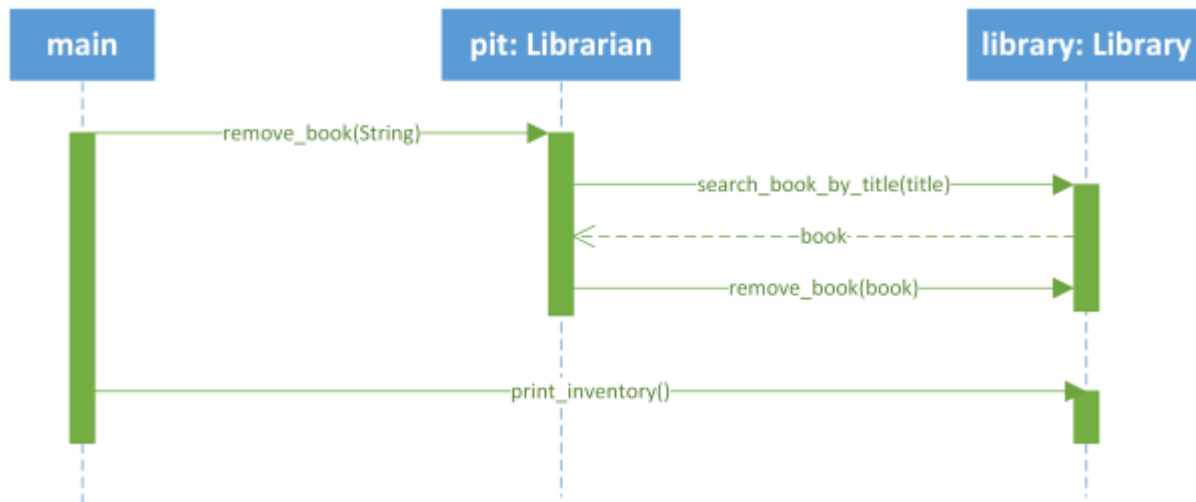 main
pit: Librarian
library: Library
remove_book(String)
search_book_by_title(title)
book
remove_book(book)
print_inventory()